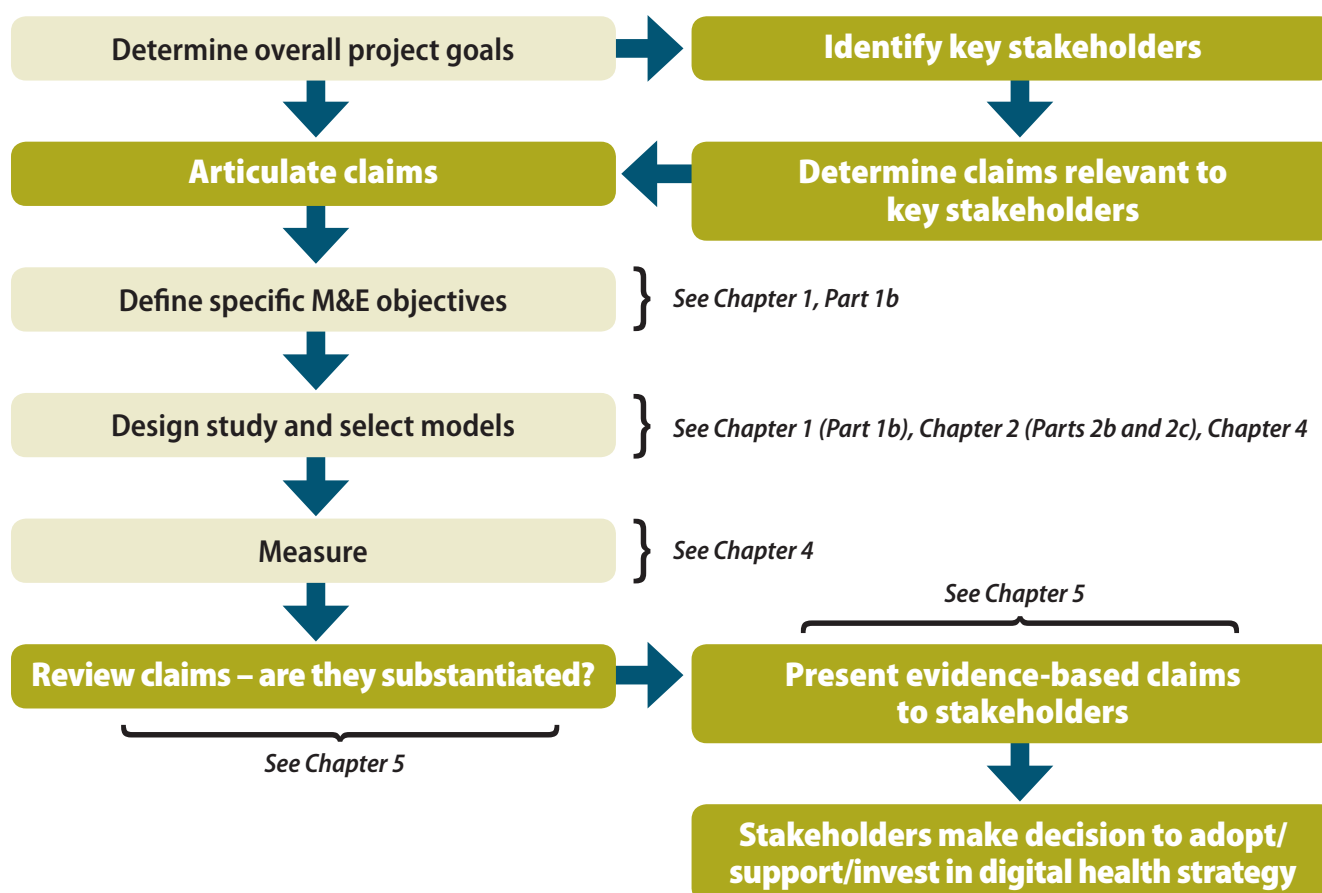 Determine overall project goals
Identify key stakeholders
Articulate claims
Determine claims relevant to
key stakeholders
Define specific M&E objectives
See Chapter 1, Part 1b
Design study and select models
See Chapter 1 (Part 1b), Chapter 2 (Parts 2b and 2c), Chapter 4
Measure
See Chapter 4
See Chapter 5
Review claims – are they substantiated?
Present evidence-based claims
to stakeholders
See Chapter 5
Stakeholders make decision to adopt/
support/invest in digital health strategy